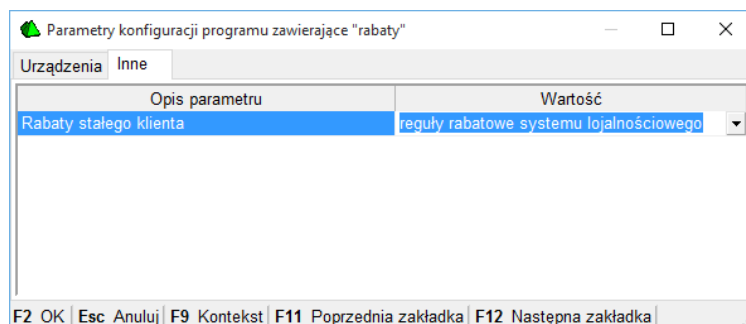 Parametry konfiguracji programu zawierające "rabaty"
Urządzenia Inne
Opis parametru Wartość
Rabaty stałego klienta reguły rabatowe systemu lojalnościowego
F2 OK Esc Anuluj F9 Kontekst F11 Poprzednia zakładka F12 Następna zakładka